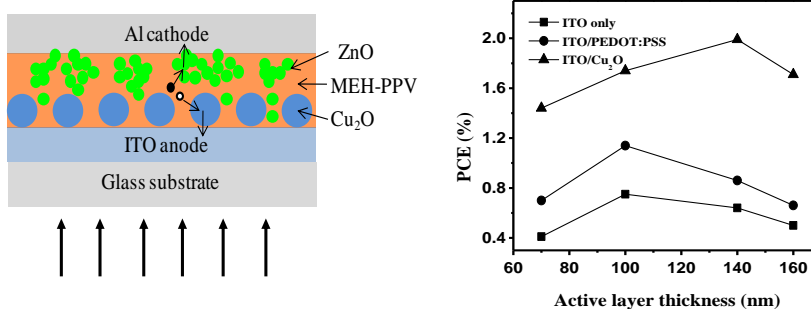 Al cathode
ZnO
MEH-PPV
Cu₂O
ITO anode
Glass substrate
ITO only
ITO/PEDOT:PSS
ITO/Cu₂O
PCE (%)
2.0
1.6
1.2
0.8
0.4
60 80 100 120 140 160
Active layer thickness (nm)